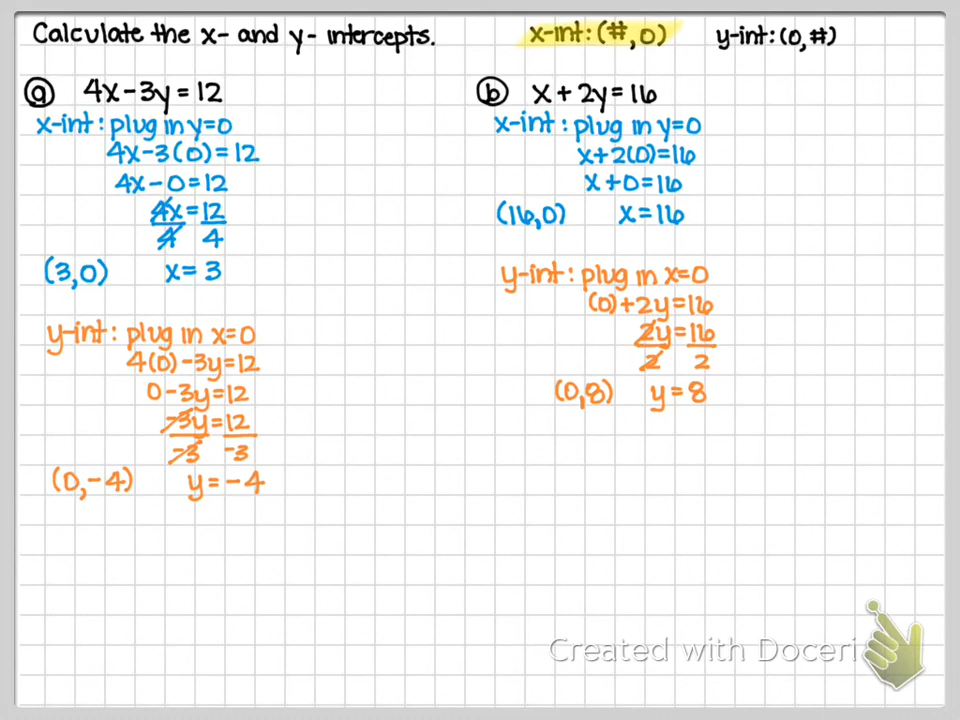 Calculate the x- and y- intercepts.
x-int: (#, 0)
y-int: (0, #)
ⓐ 4x - 3y = 12
x-int: plug in y=0
4x - 3(0) = 12
4x - 0 = 12
4x = 12
4 4
(3,0) x = 3
y-int: plug in x=0
4(0) - 3y = 12
0 - 3y = 12
-3y = 12
-3 -3
(0,-4) y = -4
ⓑ x + 2y = 16
x-int: plug in y=0
x + 2(0) = 16
x + 0 = 16
(16,0) x = 16
y-int: plug in x=0
(0) + 2y = 16
2y = 16
2 2
(0,8) y = 8
Created with Doceri